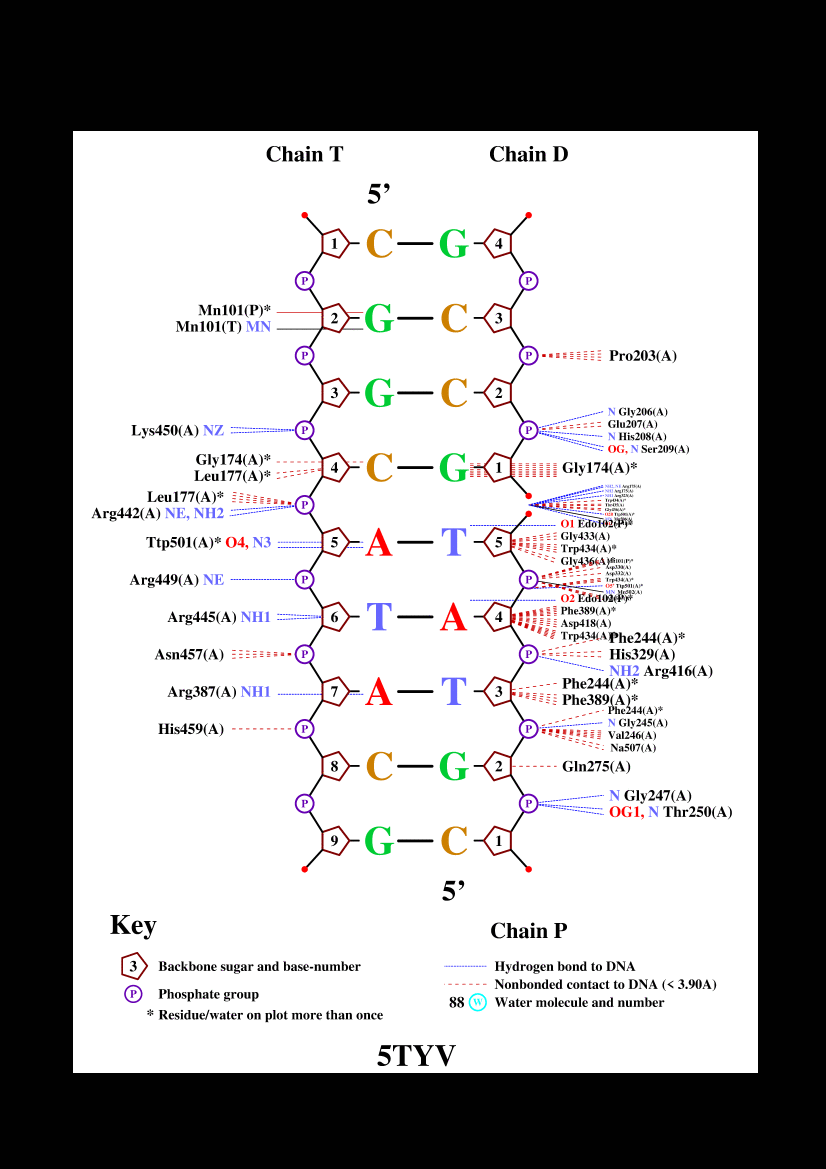 Chain T Chain D
5’
1 C G 4
P P
Mn101(P)*
2 G C 3
Mn101(T) MN
P P Pro203(A)
3 G C 2
N Gly206(A)
Glu207(A)
Lys450(A) NZ P P N His208(A)
OG, N Ser209(A)
Gly174(A)*
4 C G 1 Gly174(A)*
Leu177(A)*
Leu177(A)*
P
Arg442(A) NE, NH2
O1 Edo102(P)*
Gly433(A)
Ttp501(A)* O4, N3 5 A T 5 Trp434(A)*
Gly436(A)*
Arg449(A) NE P P
O2 Edo102(P)*
Phe389(A)*
Arg445(A) NH1 6 T A 4 Asp418(A)
Trp434(A)*
Phe244(A)*
Asn457(A) P P His329(A)
NH2 Arg416(A)
Phe244(A)*
Arg387(A) NH1 7 A T 3
Phe389(A)*
Phe244(A)*
N Gly245(A)
His459(A) P P Val246(A)
Na507(A)
8 C G 2 Gln275(A)
N Gly247(A)
P P
OG1, N Thr250(A)
9 G C 1
5’
Key Chain P
3 Backbone sugar and base-number
Hydrogen bond to DNA
Nonbonded contact to DNA (< 3.90A)
P Phosphate group
88 W Water molecule and number
* Residue/water on plot more than once
5TYV